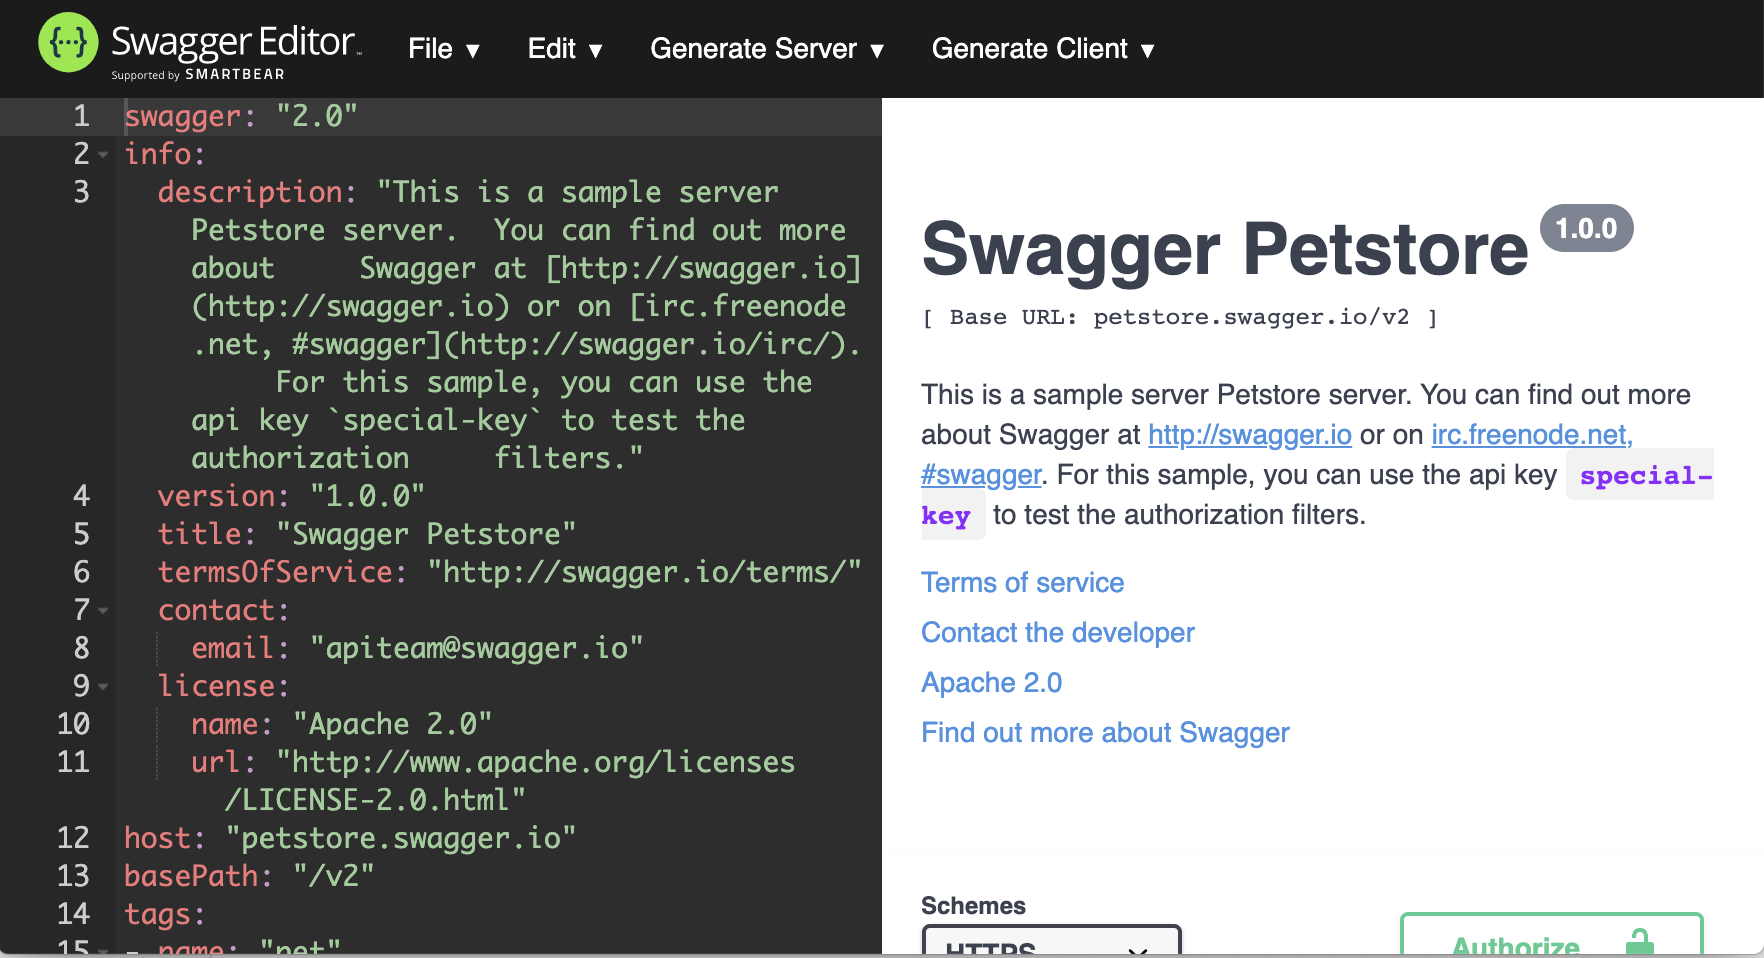 Swagger Editor
Supported by SMARTBEAR
File ▼ Edit ▼ Generate Server ▼ Generate Client ▼
1 swagger: "2.0"
2 info:
3 description: "This is a sample server
Petstore server.  You can find out more
about     Swagger at [http://swagger.io]
(http://swagger.io) or on [irc.freenode
.net, #swagger](http://swagger.io/irc/).
For this sample, you can use the
api key `special-key` to test the
authorization     filters."
4 version: "1.0.0"
5 title: "Swagger Petstore"
6 termsOfService: "http://swagger.io/terms/"
7 contact:
8 email: "apiteam@swagger.io"
9 license:
10 name: "Apache 2.0"
11 url: "http://www.apache.org/licenses
/LICENSE-2.0.html"
12 host: "petstore.swagger.io"
13 basePath: "/v2"
14 tags:
15 - name: "pet"
Swagger Petstore 1.0.0
[ Base URL: petstore.swagger.io/v2 ]
This is a sample server Petstore server. You can find out more
about Swagger at http://swagger.io or on irc.freenode.net,
#swagger. For this sample, you can use the api key special-
key to test the authorization filters.
Terms of service
Contact the developer
Apache 2.0
Find out more about Swagger
Schemes
HTTPS
Authorize